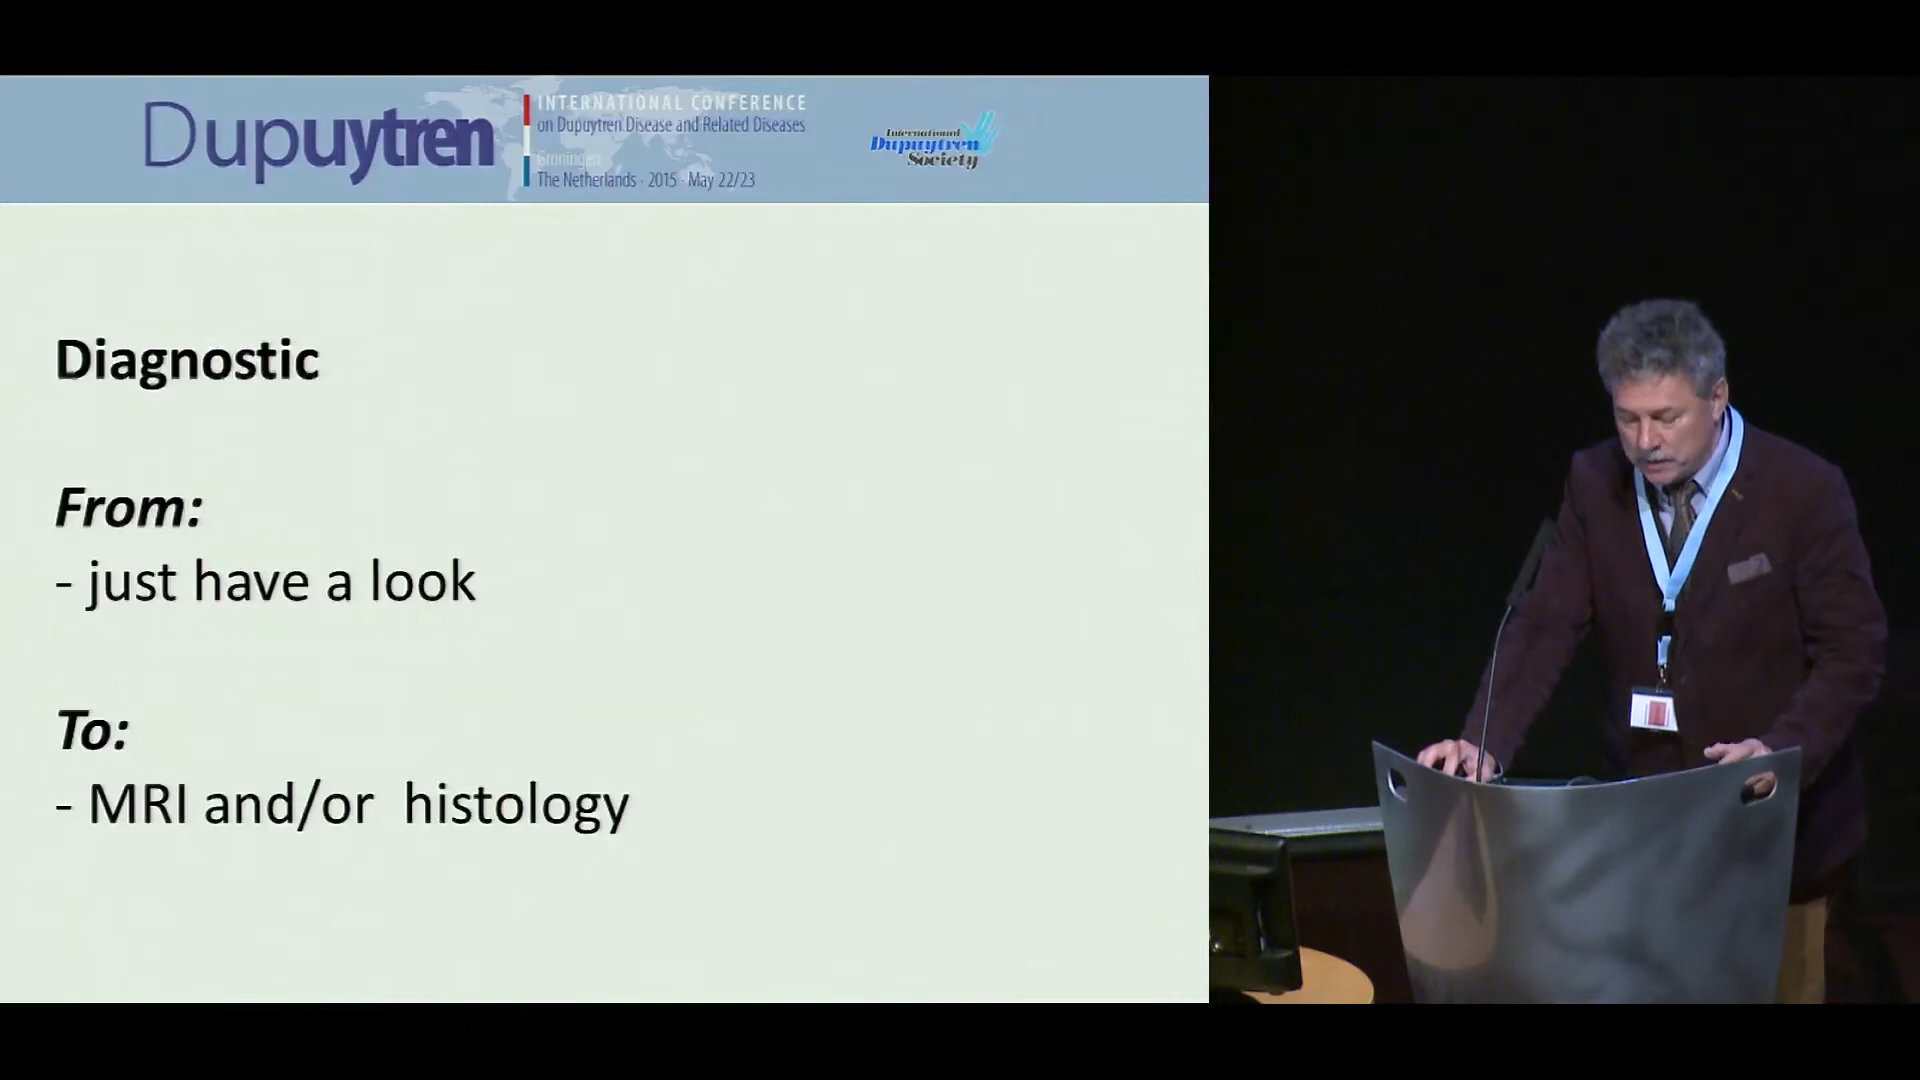 Dupuytren
INTERNATIONAL CONFERENCE
on Dupuytren Disease and Related Diseases
Groningen
The Netherlands · 2015 · May 22/23
International
Dupuytren
Society
Diagnostic
From:
- just have a look
To:
- MRI and/or histology